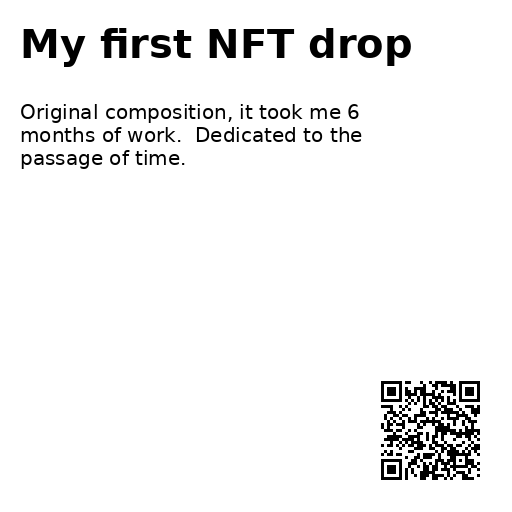 My first NFT drop
Original composition, it took me 6
months of work.  Dedicated to the
passage of time.